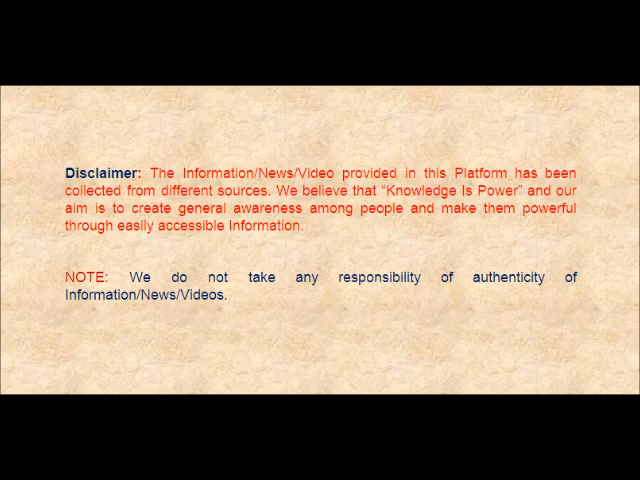 Disclaimer: The Information/News/Video provided in this Platform has been
collected from different sources. We believe that “Knowledge Is Power” and our
aim is to create general awareness among people and make them powerful
through easily accessible Information.
NOTE: We do not take any responsibility of authenticity of
Information/News/Videos.